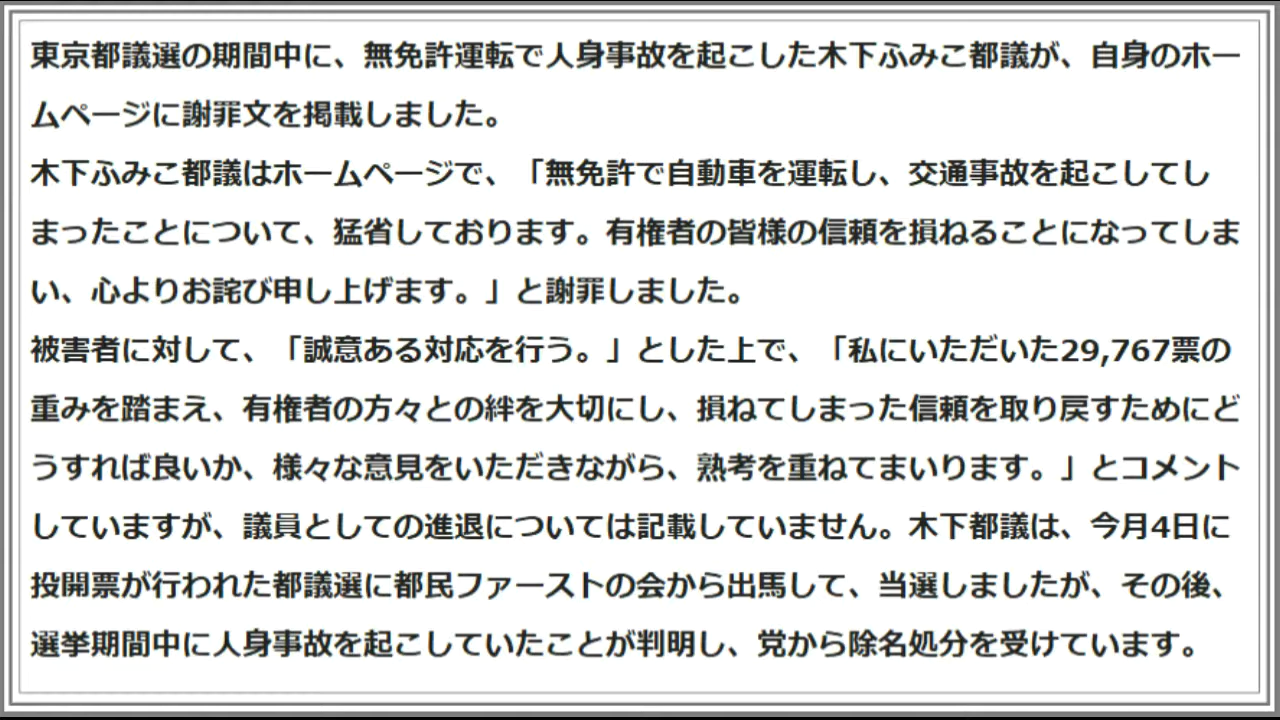 東京都議選の期間中に、無免許運転で人身事故を起こした木下ふみこ都議が、自身のホー
ムページに謝罪文を掲載しました。
木下ふみこ都議はホームページで、「無免許で自動車を運転し、交通事故を起こしてし
まったことについて、猛省しております。有権者の皆様の信頼を損ねることになってしま
い、心よりお詫び申し上げます。」と謝罪しました。
被害者に対して、「誠意ある対応を行う。」とした上で、「私にいただいた29,767票の
重みを踏まえ、有権者の方々との絆を大切にし、損ねてしまった信頼を取り戻すためにど
うすれば良いか、様々な意見をいただきながら、熟考を重ねてまいります。」とコメント
していますが、議員としての進退については記載していません。木下都議は、今月4日に
投開票が行われた都議選に都民ファーストの会から出馬して、当選しましたが、その後、
選挙期間中に人身事故を起こしていたことが判明し、党から除名処分を受けています。